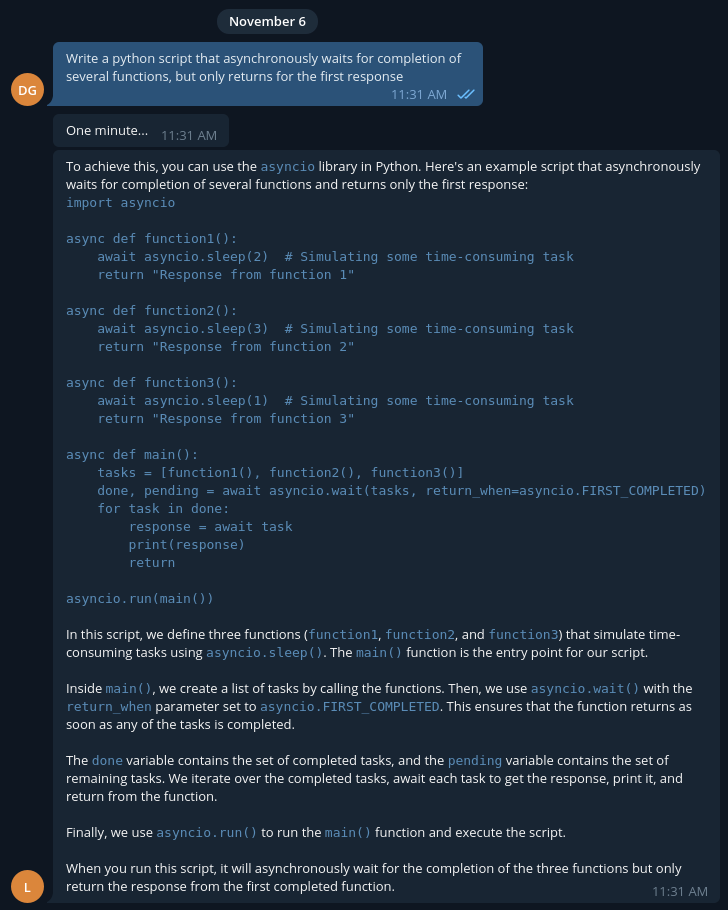 November 6
Write a python script that asynchronously waits for completion of
several functions, but only returns for the first response
11:31 AM
DG
One minute... 11:31 AM
To achieve this, you can use the asyncio library in Python. Here's an example script that asynchronously
waits for completion of several functions and returns only the first response:
import asyncio
async def function1():
    await asyncio.sleep(2)  # Simulating some time-consuming task
    return "Response from function 1"
async def function2():
    await asyncio.sleep(3)  # Simulating some time-consuming task
    return "Response from function 2"
async def function3():
    await asyncio.sleep(1)  # Simulating some time-consuming task
    return "Response from function 3"
async def main():
    tasks = [function1(), function2(), function3()]
    done, pending = await asyncio.wait(tasks, return_when=asyncio.FIRST_COMPLETED)
    for task in done:
        response = await task
        print(response)
        return
asyncio.run(main())
In this script, we define three functions (function1, function2, and function3) that simulate time-
consuming tasks using asyncio.sleep(). The main() function is the entry point for our script.
Inside main(), we create a list of tasks by calling the functions. Then, we use asyncio.wait() with the
return_when parameter set to asyncio.FIRST_COMPLETED. This ensures that the function returns as
soon as any of the tasks is completed.
The done variable contains the set of completed tasks, and the pending variable contains the set of
remaining tasks. We iterate over the completed tasks, await each task to get the response, print it, and
return from the function.
Finally, we use asyncio.run() to run the main() function and execute the script.
When you run this script, it will asynchronously wait for the completion of the three functions but only
return the response from the first completed function.
11:31 AM
L